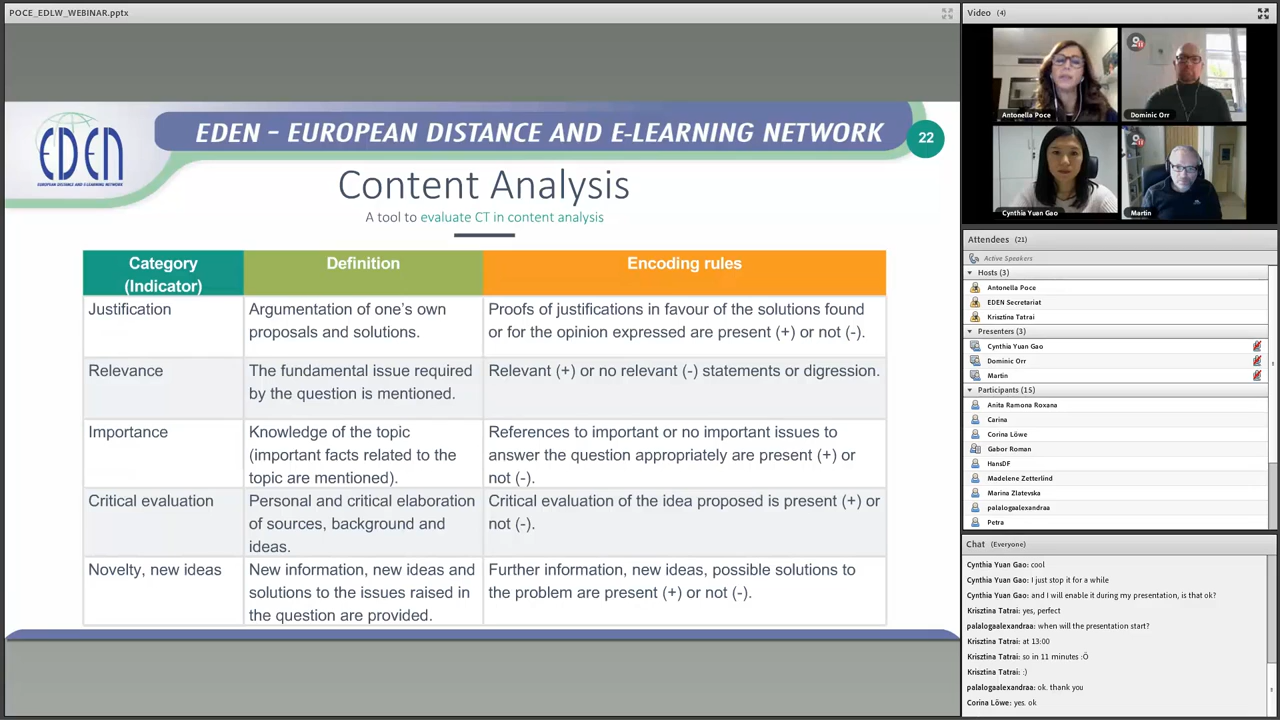 POCE_EDLW_WEBINAR.pptx
EDEN
EUROPEAN DISTANCE AND E-LEARNING NETWORK
EDEN – EUROPEAN DISTANCE AND E-LEARNING NETWORK
22
Content Analysis
A tool to evaluate CT in content analysis
Category
(Indicator)
Definition
Encoding rules
Justification
Argumentation of one's own
proposals and solutions.
Proofs of justifications in favour of the solutions found
or for the opinion expressed are present (+) or not (-).
Relevance
The fundamental issue required
by the question is mentioned.
Relevant (+) or no relevant (-) statements or digression.
Importance
Knowledge of the topic
(important facts related to the
topic are mentioned).
References to important or no important issues to
answer the question appropriately are present (+) or
not (-).
Critical evaluation
Personal and critical elaboration
of sources, background and
ideas.
Critical evaluation of the idea proposed is present (+) or
not (-).
Novelty, new ideas
New information, new ideas and
solutions to the issues raised in
the question are provided.
Further information, new ideas, possible solutions to
the problem are present (+) or not (-).
Video (4)
Antonella Poce
Dominic Orr
Cynthia Yuan Gao
Martin
Attendees (21)
Active Speakers
Hosts (3)
Antonella Poce
EDEN Secretariat
Krisztina Tatrai
Presenters (3)
Cynthia Yuan Gao
Dominic Orr
Martin
Participants (15)
Anita Ramona Roxana
Carina
Corina Löwe
Gabor Roman
HansDF
Madelene Zetterlind
Marina Zlatevska
palalogaalexandraa
Petra
Chat (Everyone)
Cynthia Yuan Gao: cool
Cynthia Yuan Gao: I just stop it for a while
Cynthia Yuan Gao: and I will enable it during my presentation, is that ok?
Krisztina Tatrai: yes, perfect
palalogaalexandraa: when will the presentation start?
Krisztina Tatrai: at 13:00
Krisztina Tatrai: so in 11 minutes :Ö
Krisztina Tatrai: :)
palalogaalexandraa: ok. thank you
Corina Löwe: yes. ok